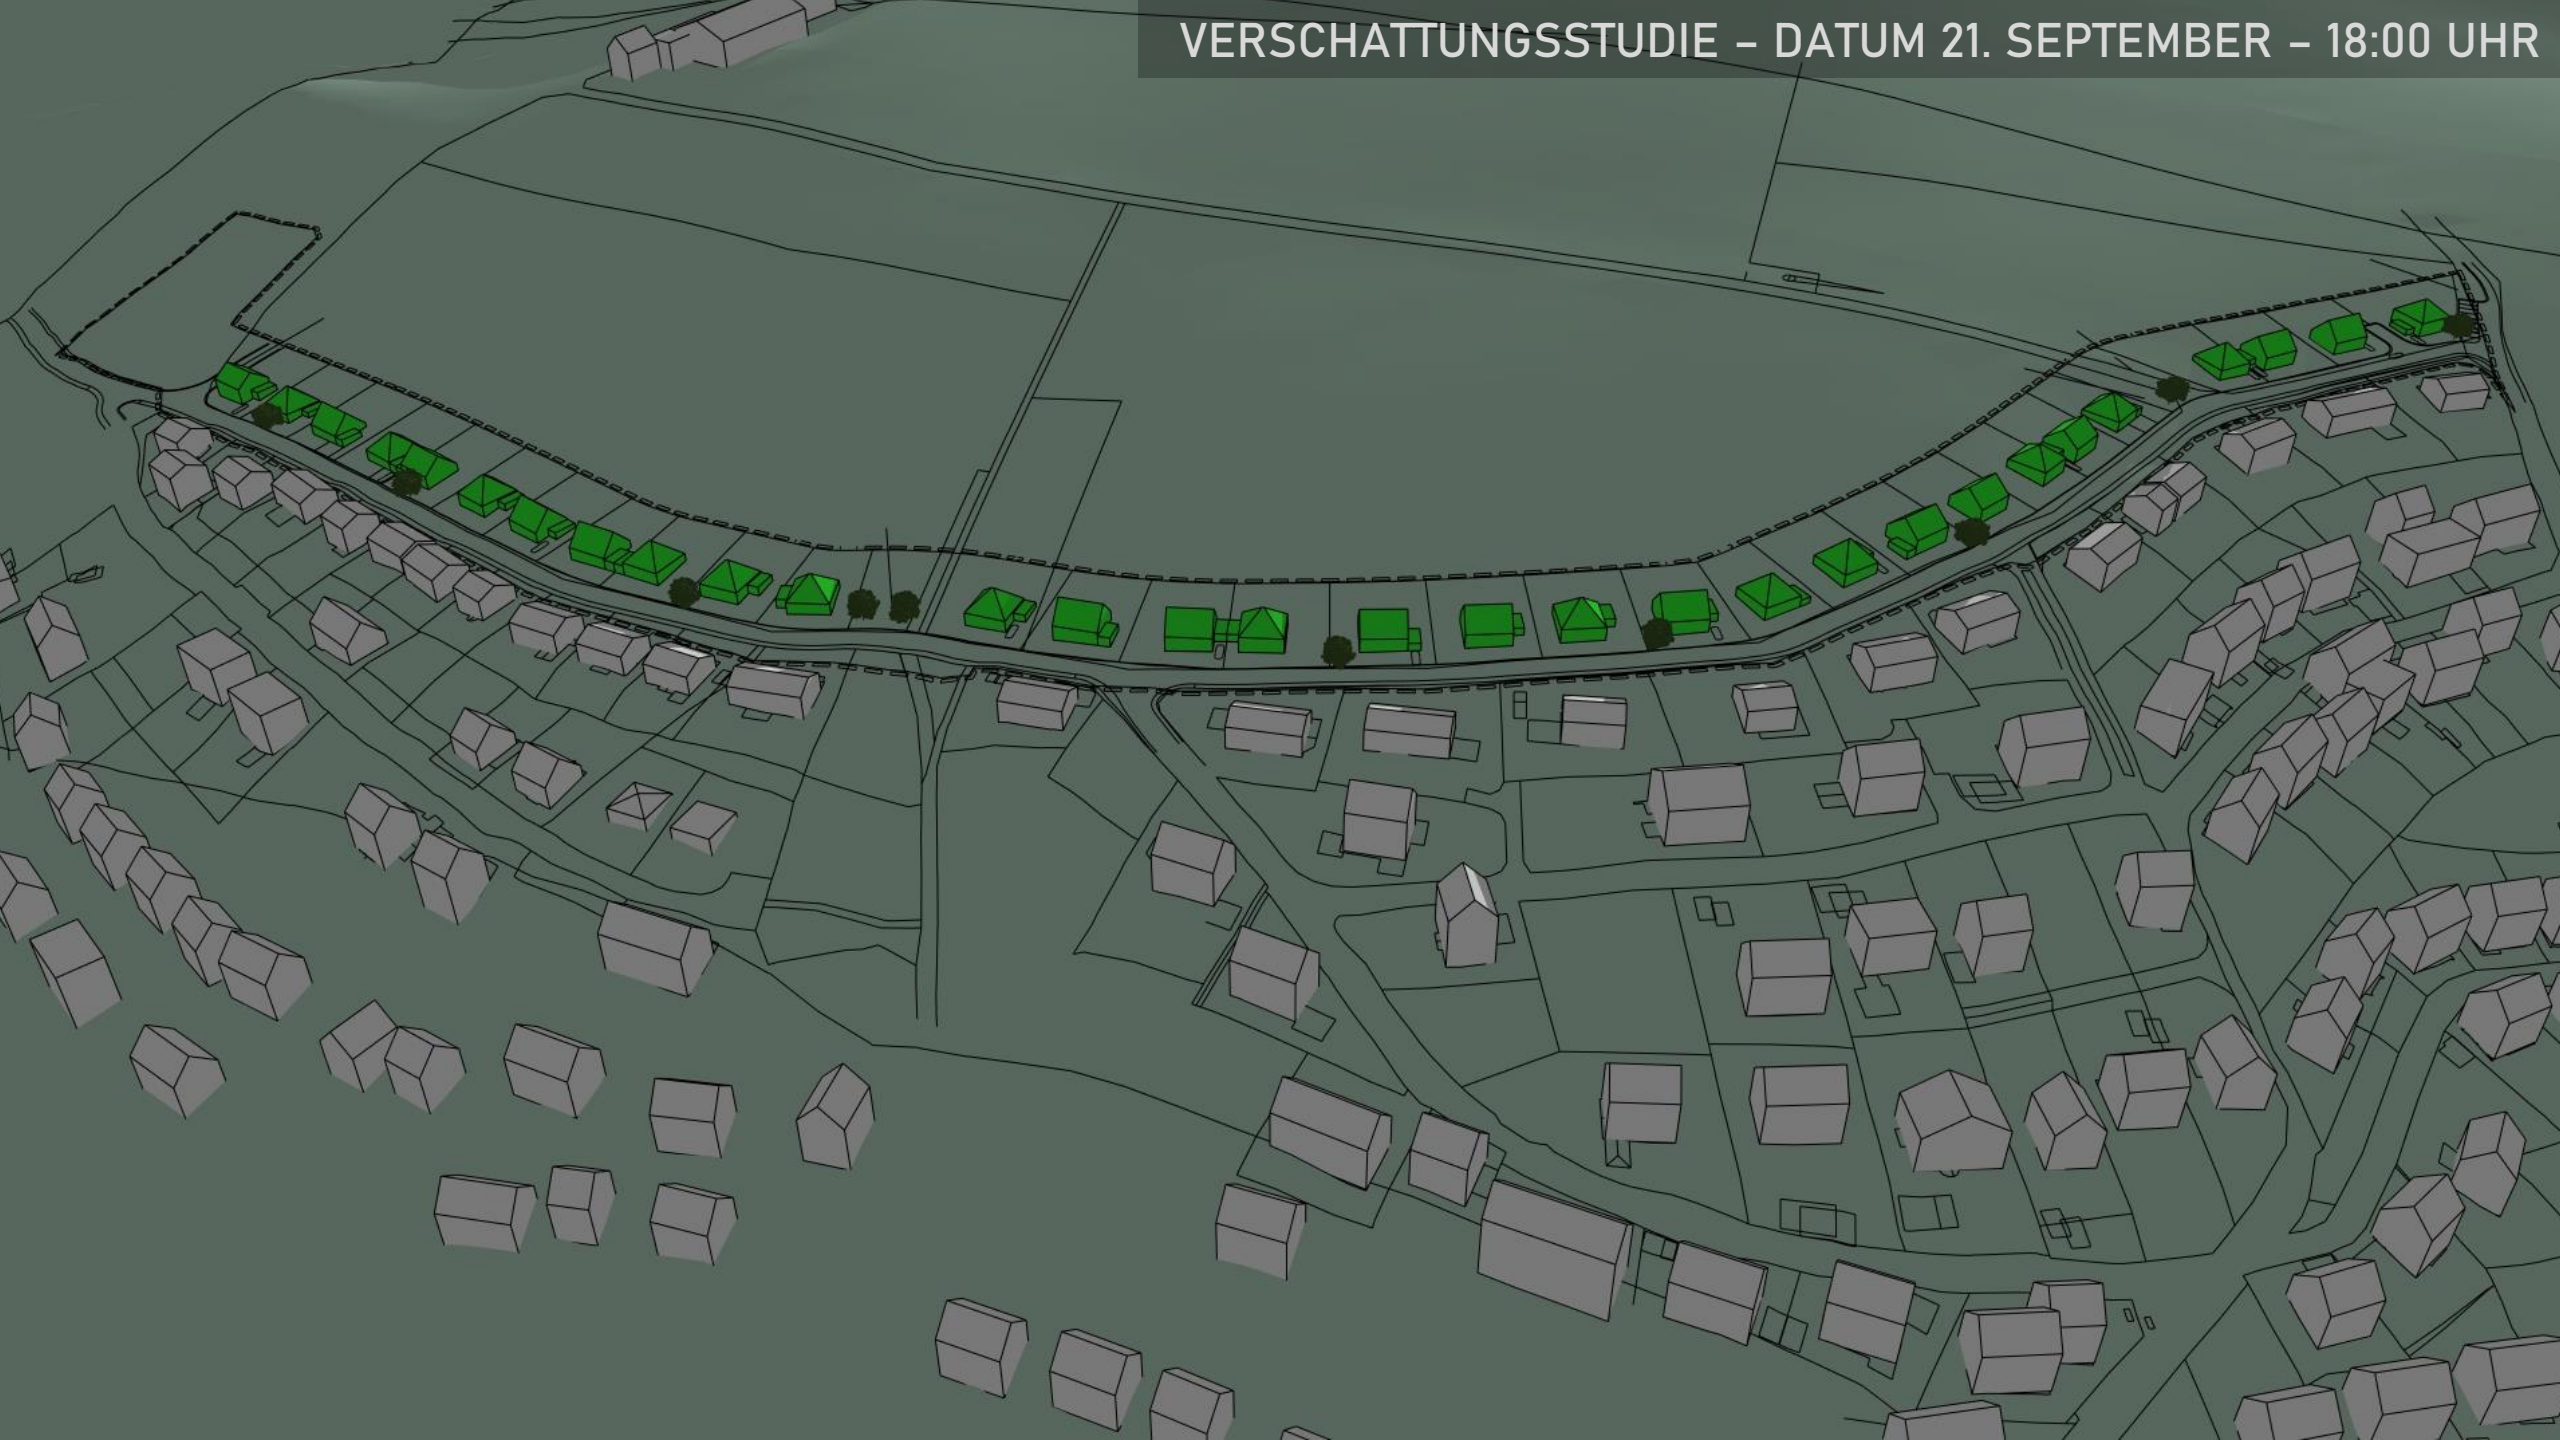 VERSCHATTUNGSSTUDIE – DATUM 21. SEPTEMBER – 18:00 UHR